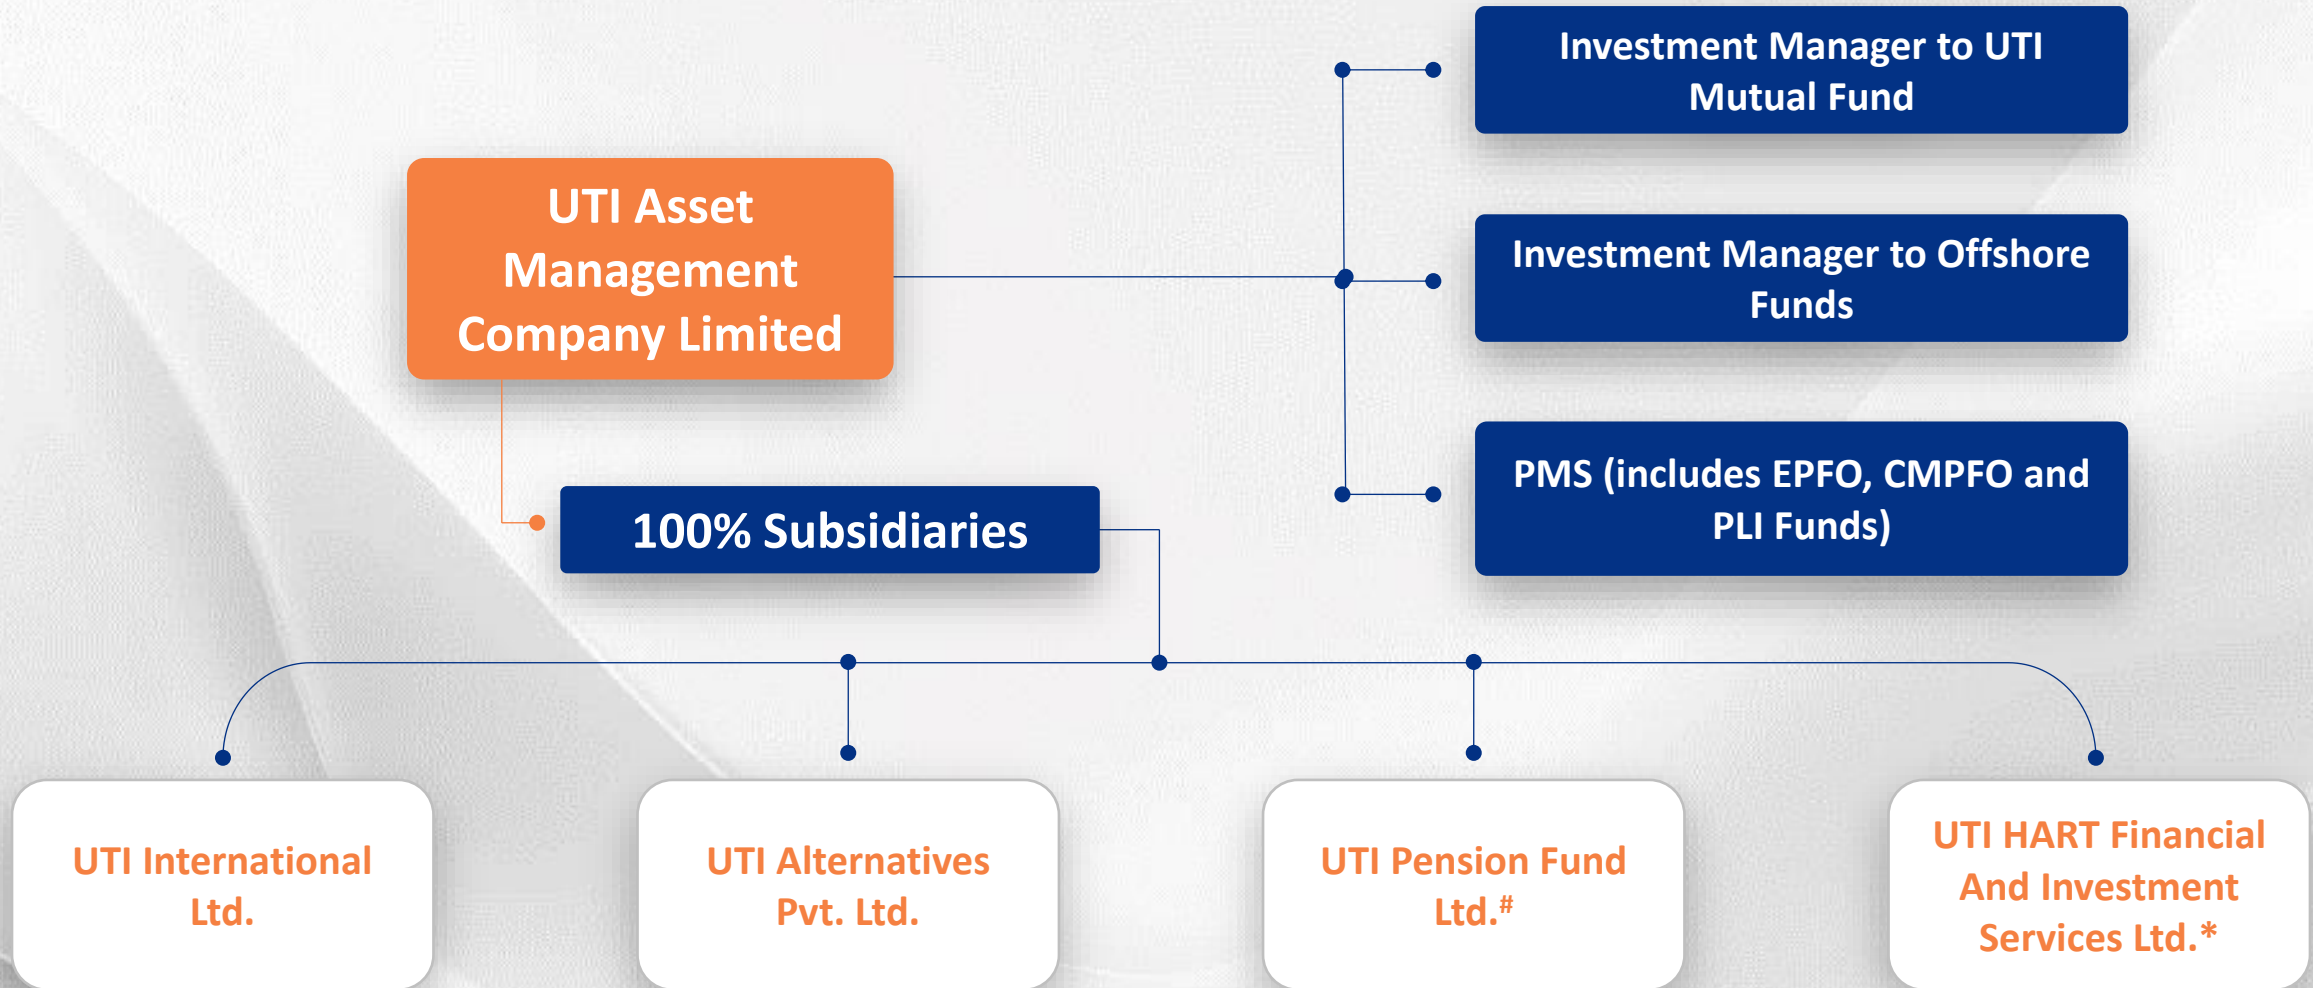 Investment Manager to UTI
Mutual Fund
UTI Asset
Management
Company Limited
Investment Manager to Offshore
Funds
PMS (includes EPFO, CMPFO and
PLI Funds)
100% Subsidiaries
UTI International
Ltd.
UTI Alternatives
Pvt. Ltd.
UTI Pension Fund
Ltd.#
UTI HART Financial
And Investment
Services Ltd.*